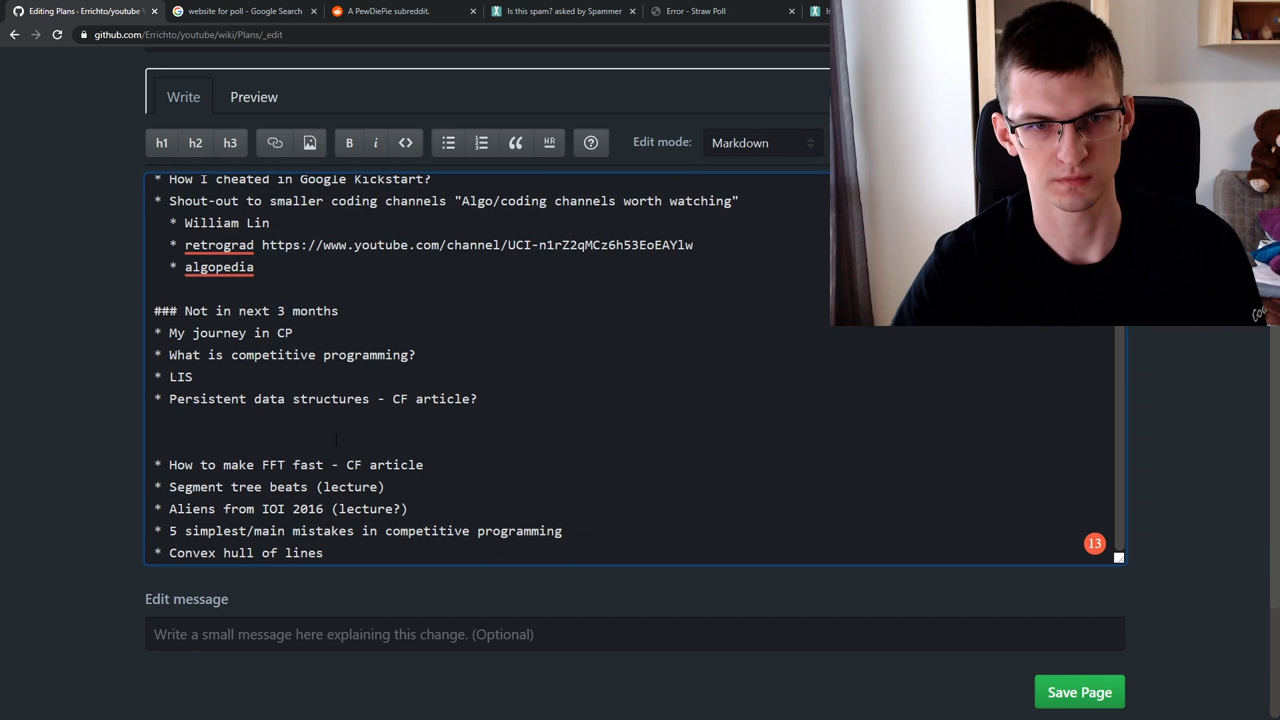 Editing Plans · Errichto/youtube
website for poll - Google Search
A PewDiePie subreddit.
Is this spam? asked by Spammer
Error - Straw Poll
github.com/Errichto/youtube/wiki/Plans/_edit
Write
Preview
h1 h2 h3 B i <> HR Edit mode: Markdown
* How I cheated in Google Kickstart?
* Shout-out to smaller coding channels "Algo/coding channels worth watching"
* William Lin
* retrograd https://www.youtube.com/channel/UCI-n1rZ2qMCz6h53EoEAYlw
* algopedia
### Not in next 3 months
* My journey in CP
* What is competitive programming?
* LIS
* Persistent data structures - CF article?
* How to make FFT fast - CF article
* Segment tree beats (lecture)
* Aliens from IOI 2016 (lecture?)
* 5 simplest/main mistakes in competitive programming
* Convex hull of lines
13
Edit message
Write a small message here explaining this change. (Optional)
Save Page